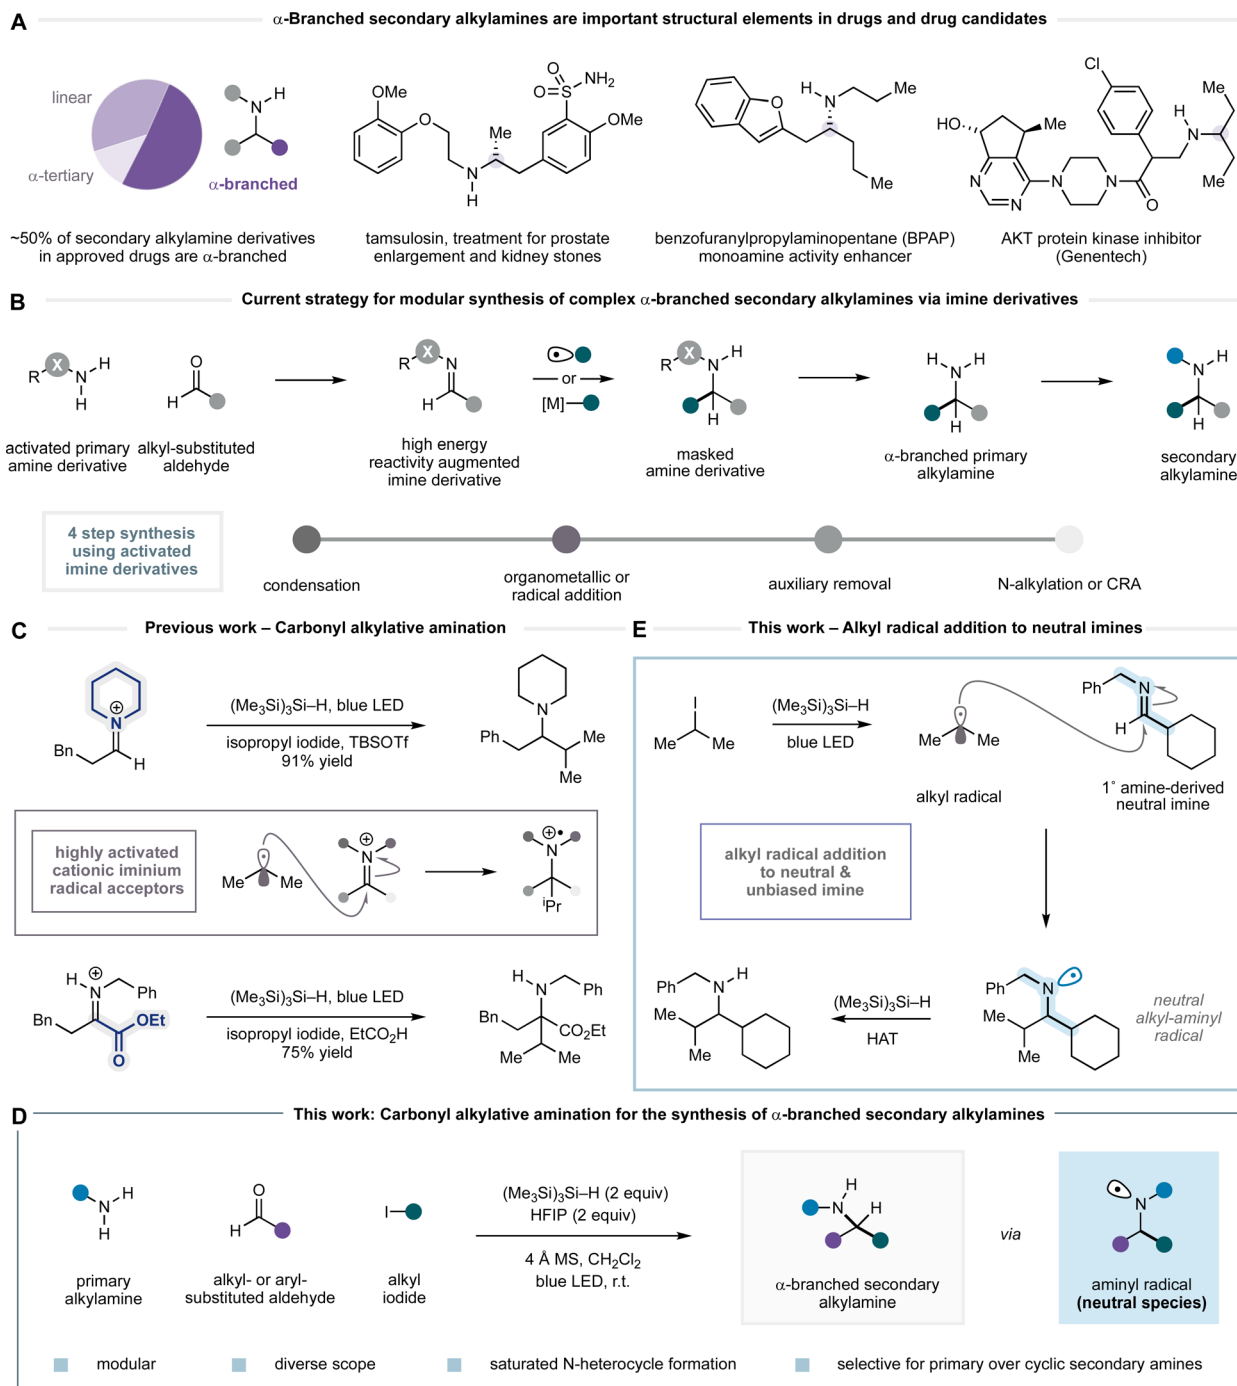 A
α-Branched secondary alkylamines are important structural elements in drugs and drug candidates
linear
α-tertiary
α-branched
N
H
~50% of secondary alkylamine derivatives
in approved drugs are α-branched
OMe
O
N
H
Me
O
O
S
NH2
OMe
tamsulosin, treatment for prostate
enlargement and kidney stones
O
H
N
Me
Me
benzofuranylpropylaminopentane (BPAP)
monoamine activity enhancer
Cl
HO
Me
N
N
N
N
O
H
N
Me
Me
AKT protein kinase inhibitor
(Genentech)
B
Current strategy for modular synthesis of complex α-branched secondary alkylamines via imine derivatives
R
X
N
H
H
activated primary
amine derivative
O
H
alkyl-substituted
aldehyde
R
X
N
H
high energy
reactivity augmented
imine derivative
or
[M]
R
X
N
H
H
masked
amine derivative
H
N
H
H
α-branched primary
alkylamine
N
H
H
secondary
alkylamine
4 step synthesis
using activated
imine derivatives
condensation
organometallic or
radical addition
auxiliary removal
N-alkylation or CRA
C
Previous work – Carbonyl alkylative amination
N
Bn
H
(Me3Si)3Si–H, blue LED
isopropyl iodide, TBSOTf
91% yield
N
Ph
Me
Me
highly activated
cationic iminium
radical acceptors
Me
Me
N
N
iPr
H
N
Ph
Bn
OEt
O
(Me3Si)3Si–H, blue LED
isopropyl iodide, EtCO2H
75% yield
H
N
Ph
Bn
CO2Et
Me
Me
E
This work – Alkyl radical addition to neutral imines
I
Me
Me
(Me3Si)3Si–H
blue LED
Me
Me
alkyl radical
Ph
N
H
1˚ amine-derived
neutral imine
alkyl radical addition
to neutral &
unbiased imine
Ph
N
H
Me
Me
(Me3Si)3Si–H
HAT
Ph
N
Me
Me
neutral
alkyl-aminyl
radical
D
This work: Carbonyl alkylative amination for the synthesis of α-branched secondary alkylamines
N
H
H
primary
alkylamine
O
H
alkyl- or aryl-
substituted aldehyde
I
alkyl
iodide
(Me3Si)3Si–H (2 equiv)
HFIP (2 equiv)
4 Å MS, CH2Cl2
blue LED, r.t.
H
N
H
α-branched secondary
alkylamine
via
N
aminyl radical
(neutral species)
modular
diverse scope
saturated N-heterocycle formation
selective for primary over cyclic secondary amines